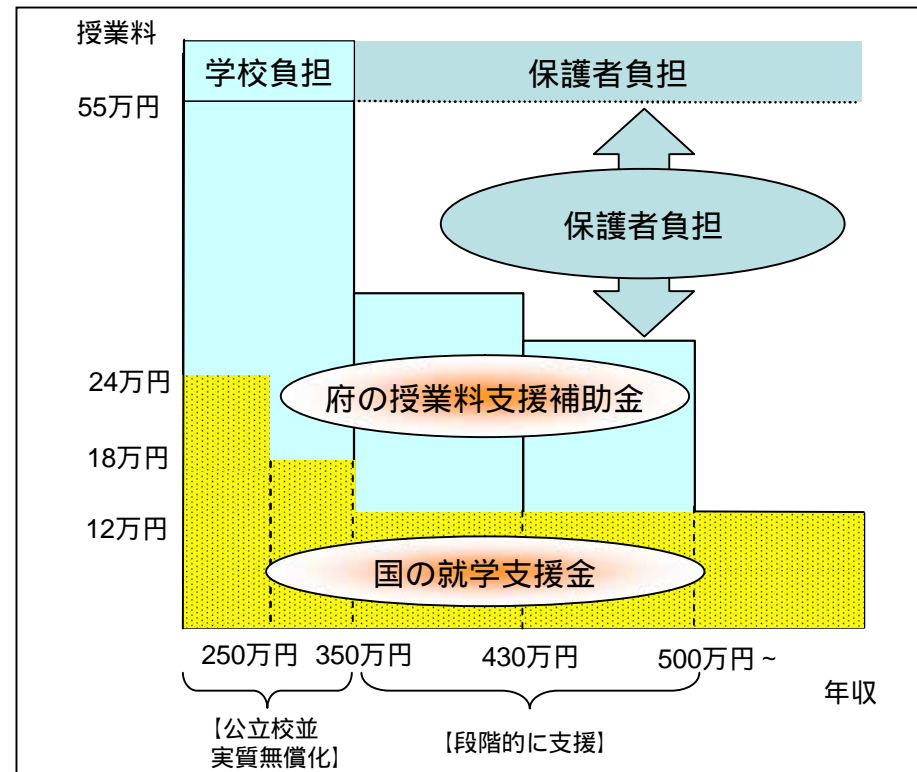 授業料
学校負担
保護者負担
55万円
保護者負担
24万円
府の授業料支援補助金
18万円
12万円
国の就学支援金
250万円
350万円
430万円
500万円 ~
年収
【公立校並
実質無償化】
【段階的に支援】